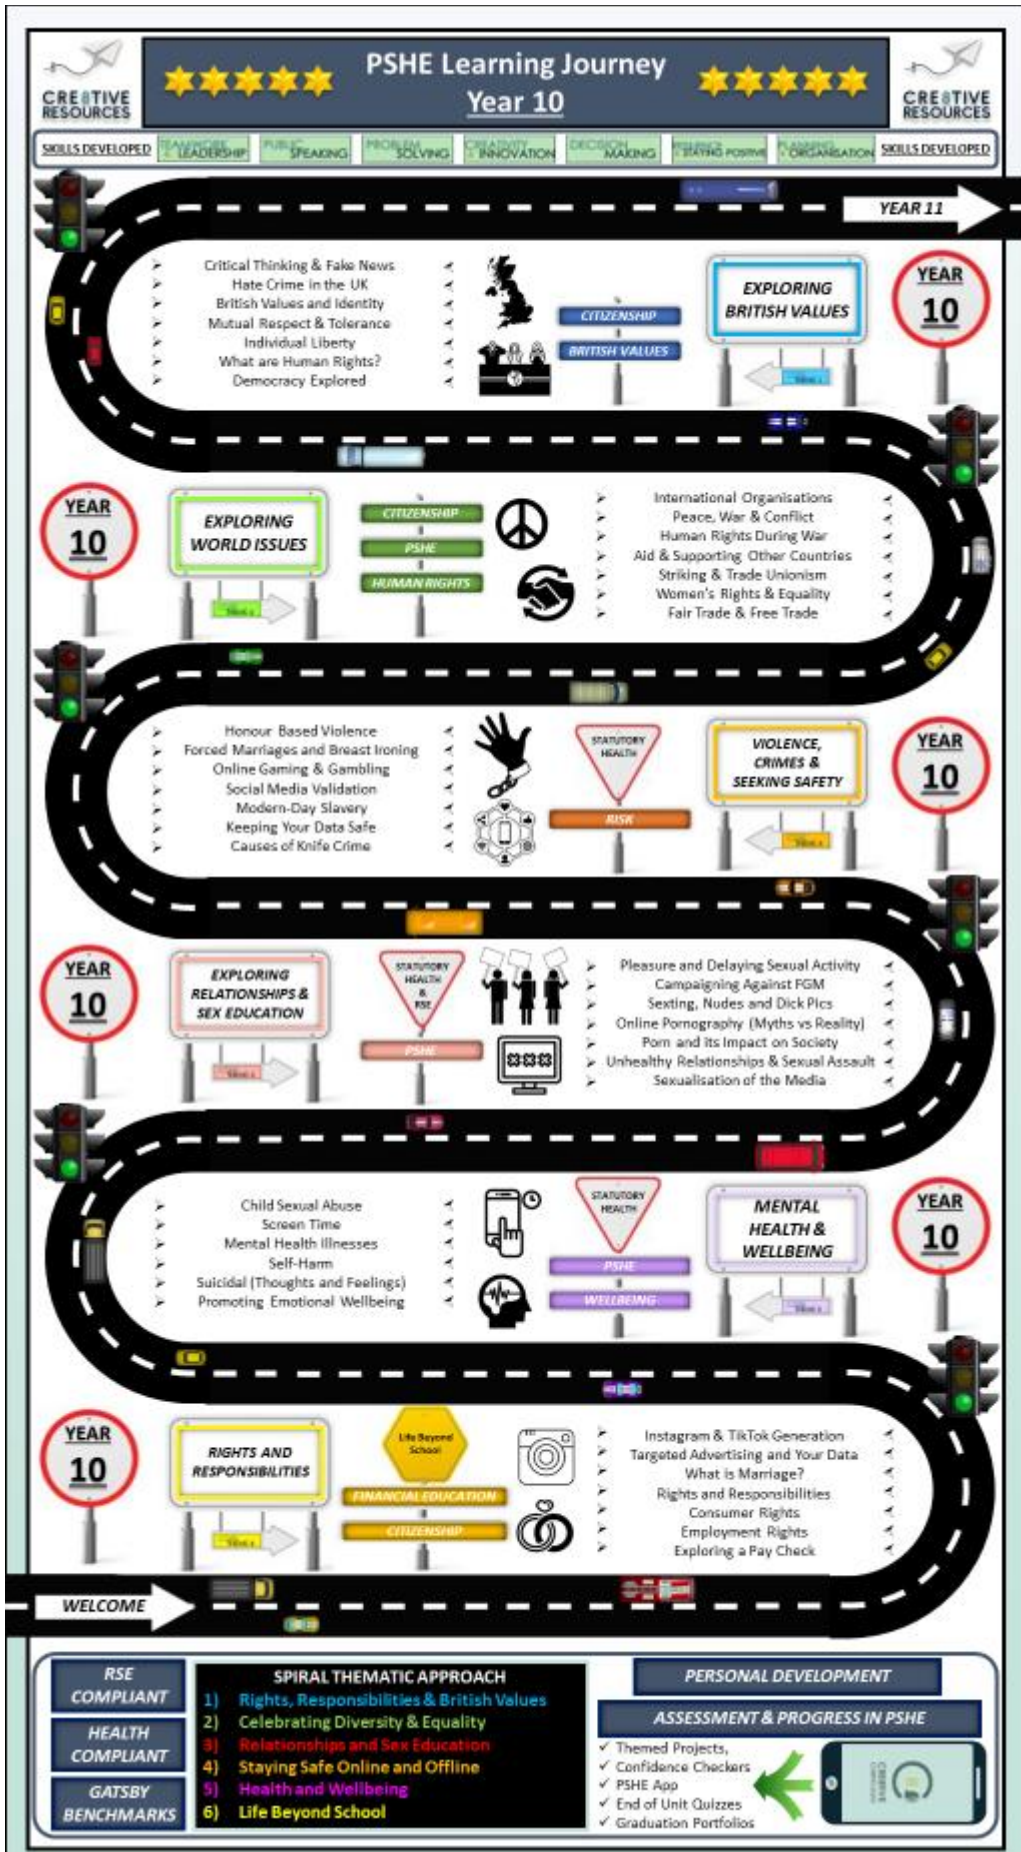 PSHE Learning Journey
Year 10
CRE8TIVE
RESOURCES
CRE8TIVE
RESOURCES
SKILLS DEVELOPED
LEADERSHIP
PUBLIC
SPEAKING
PROBLEM
SOLVING
CREATIVITY
INNOVATION
DECISION
MAKING
STAYING POSITIVE
ORGANISATION
SKILLS DEVELOPED
YEAR 11
Critical Thinking & Fake News
Hate Crime in the UK
British Values and Identity
Mutual Respect & Tolerance
Individual Liberty
What are Human Rights?
Democracy Explored
CITIZENSHIP
BRITISH VALUES
EXPLORING
BRITISH VALUES
YEAR
10
YEAR
10
EXPLORING
WORLD ISSUES
CITIZENSHIP
PSHE
HUMAN RIGHTS
International Organisations
Peace, War & Conflict
Human Rights During War
Aid & Supporting Other Countries
Striking & Trade Unionism
Women's Rights & Equality
Fair Trade & Free Trade
Honour Based Violence
Forced Marriages and Breast Ironing
Online Gaming & Gambling
Social Media Validation
Modern-Day Slavery
Keeping Your Data Safe
Causes of Knife Crime
STATUTORY
HEALTH
RISK
VIOLENCE,
CRIMES &
SEEKING SAFETY
YEAR
10
YEAR
10
EXPLORING
RELATIONSHIPS &
SEX EDUCATION
STATUTORY
HEALTH
&
RSE
PSHE
Pleasure and Delaying Sexual Activity
Campaigning Against FGM
Sexting, Nudes and Dick Pics
Online Pornography (Myths vs Reality)
Porn and its Impact on Society
Unhealthy Relationships & Sexual Assault
Sexualisation of the Media
Child Sexual Abuse
Screen Time
Mental Health Illnesses
Self-Harm
Suicidal (Thoughts and Feelings)
Promoting Emotional Wellbeing
STATUTORY
HEALTH
PSHE
WELLBEING
MENTAL
HEALTH &
WELLBEING
YEAR
10
YEAR
10
RIGHTS AND
RESPONSIBILITIES
Life Beyond
School
FINANCIAL EDUCATION
CITIZENSHIP
Instagram & TikTok Generation
Targeted Advertising and Your Data
What is Marriage?
Rights and Responsibilities
Consumer Rights
Employment Rights
Exploring a Pay Check
WELCOME
RSE
COMPLIANT
HEALTH
COMPLIANT
GATSBY
BENCHMARKS
SPIRAL THEMATIC APPROACH
1) Rights, Responsibilities & British Values
2) Celebrating Diversity & Equality
3) Relationships and Sex Education
4) Staying Safe Online and Offline
5) Health and Wellbeing
6) Life Beyond School
PERSONAL DEVELOPMENT
ASSESSMENT & PROGRESS IN PSHE
✓ Themed Projects,
✓ Confidence Checkers
✓ PSHE App
✓ End of Unit Quizzes
✓ Graduation Portfolios